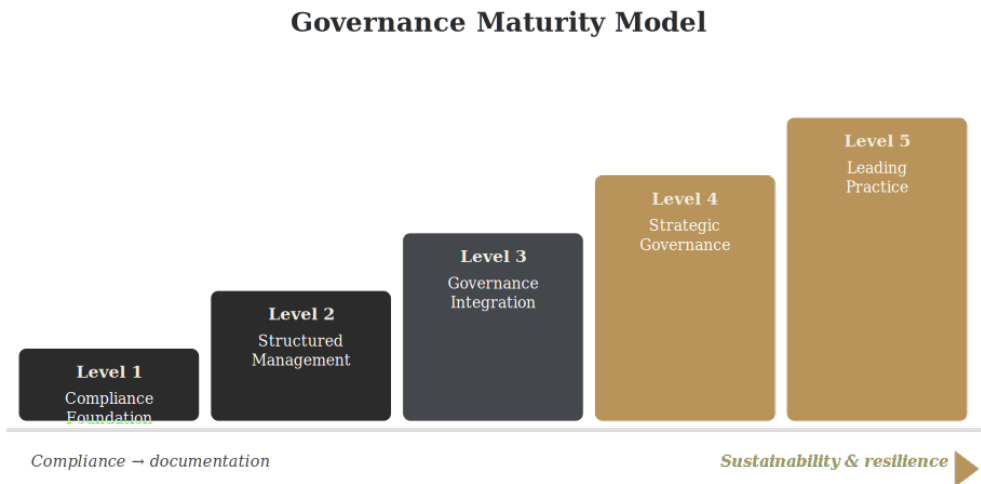 Governance Maturity Model
Level 1
Compliance
Foundation
Level 2
Structured
Management
Level 3
Governance
Integration
Level 4
Strategic
Governance
Level 5
Leading
Practice
Compliance → documentation
Sustainability & resilience